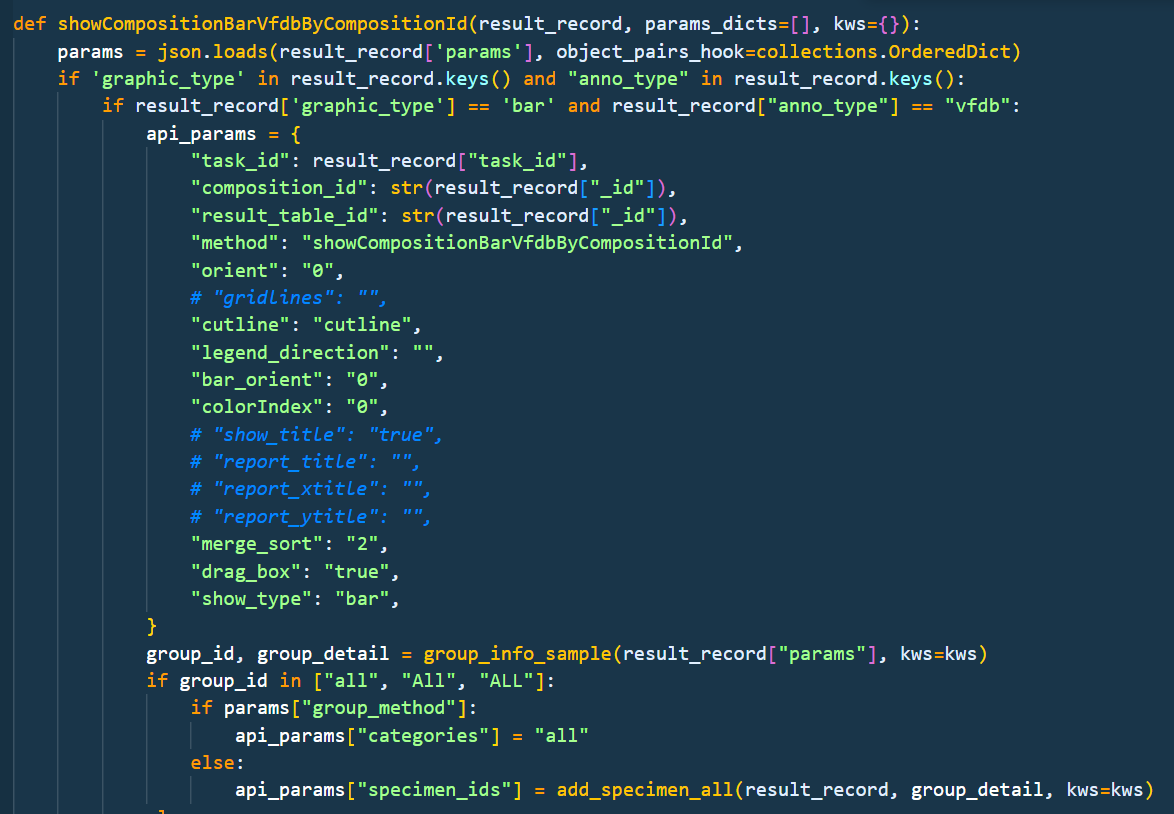 def showCompositionBarVfdbByCompositionId(result_record, params_dicts=[], kws={}):
    params = json.loads(result_record['params'], object_pairs_hook=collections.OrderedDict)
    if 'graphic_type' in result_record.keys() and "anno_type" in result_record.keys():
        if result_record['graphic_type'] == 'bar' and result_record["anno_type"] == "vfdb":
            api_params = {
                "task_id": result_record["task_id"],
                "composition_id": str(result_record["_id"]),
                "result_table_id": str(result_record["_id"]),
                "method": "showCompositionBarVfdbByCompositionId",
                "orient": "0",
                # "gridlines": "",
                "cutline": "cutline",
                "legend_direction": "",
                "bar_orient": "0",
                "colorIndex": "0",
                # "show_title": "true",
                # "report_title": "",
                # "report_xtitle": "",
                # "report_ytitle": "",
                "merge_sort": "2",
                "drag_box": "true",
                "show_type": "bar",
            }
            group_id, group_detail = group_info_sample(result_record["params"], kws=kws)
            if group_id in ["all", "All", "ALL"]:
                if params["group_method"]:
                    api_params["categories"] = "all"
                else:
                    api_params["specimen_ids"] = add_specimen_all(result_record, group_detail, kws=kws)